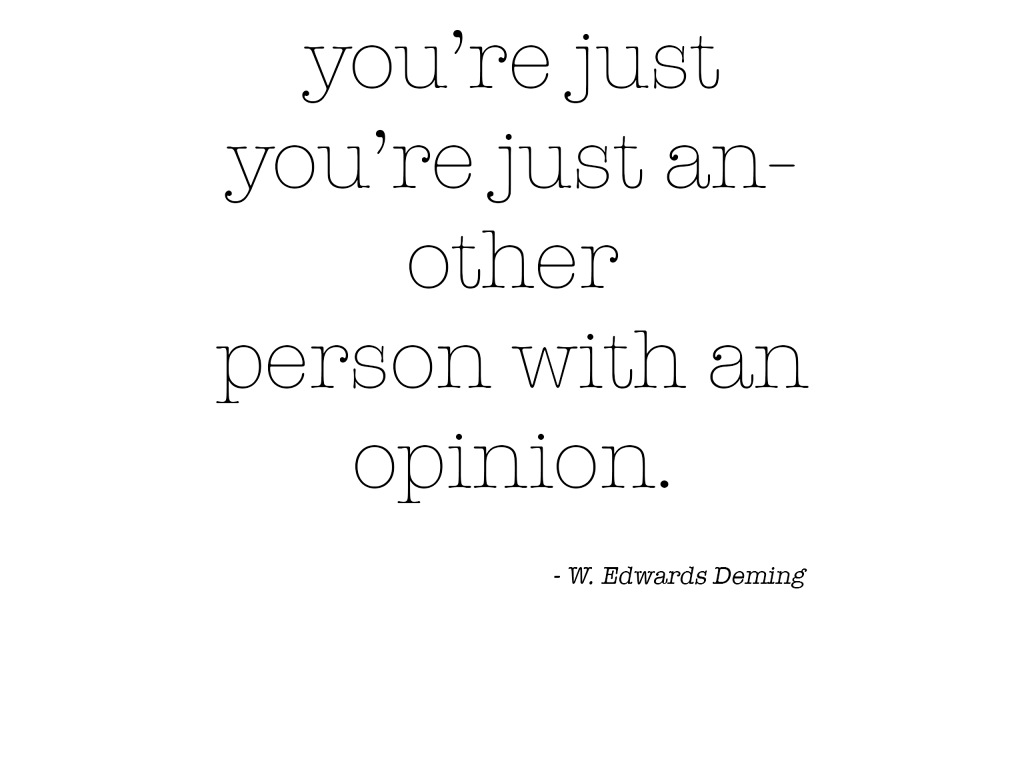 you’re just
you’re just an-
other
person with an
opinion.
- W. Edwards Deming